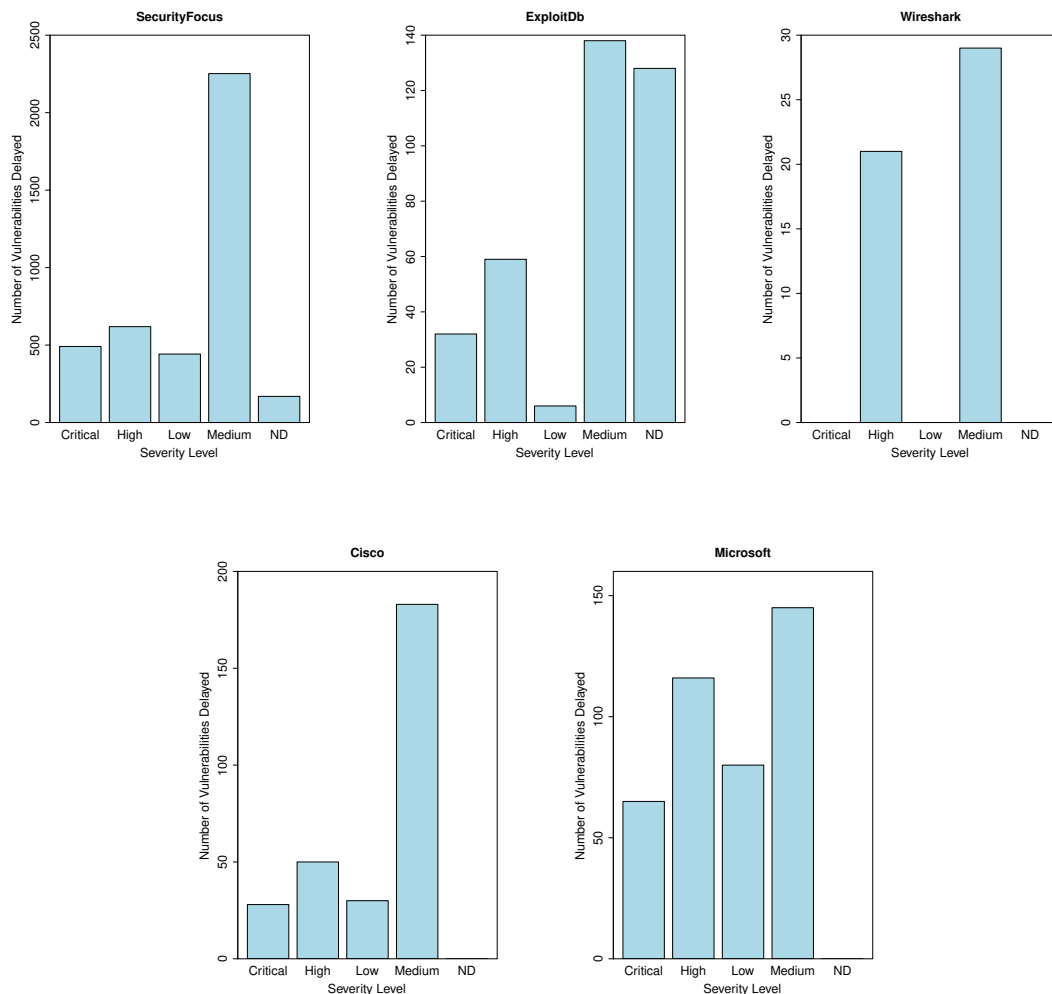 SecurityFocus
Number of Vulnerabilities Delayed
0
500
1000
1500
2000
2500
Critical High Low Medium ND
Severity Level
ExploitDb
Number of Vulnerabilities Delayed
0
20
40
60
80
100
120
140
Critical High Low Medium ND
Severity Level
Wireshark
Number of Vulnerabilities Delayed
0
5
10
15
20
25
30
Critical High Low Medium ND
Severity Level
Cisco
Number of Vulnerabilities Delayed
0
50
100
150
200
Critical High Low Medium ND
Severity Level
Microsoft
Number of Vulnerabilities Delayed
0
50
100
150
Critical High Low Medium ND
Severity Level